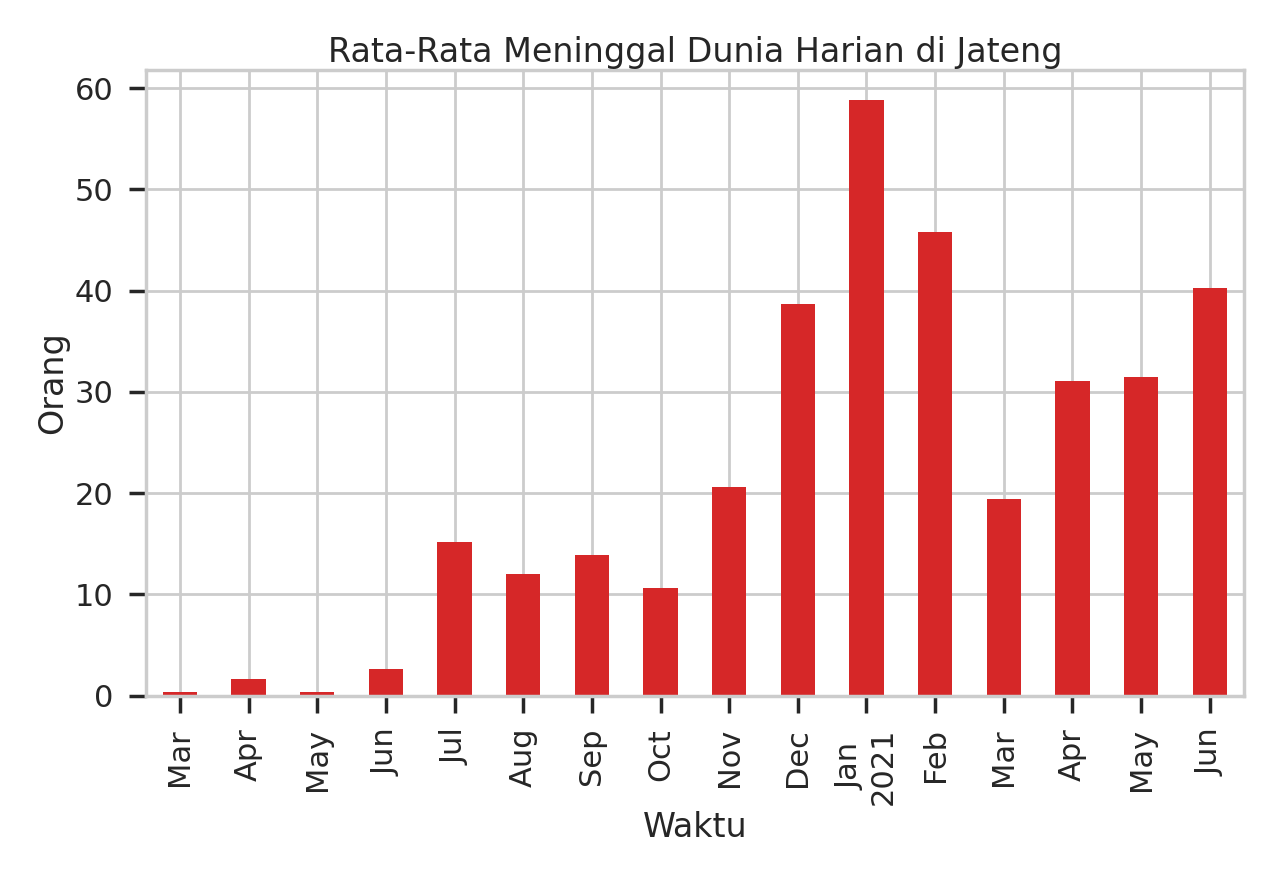 Rata-Rata Meninggal Dunia Harian di Jateng
60
50
40
30
20
10
0
Orang
Mar
Apr
May
Jun
Jul
Aug
Sep
Oct
Nov
Dec
Jan
2021
Feb
Mar
Apr
May
Jun
Waktu